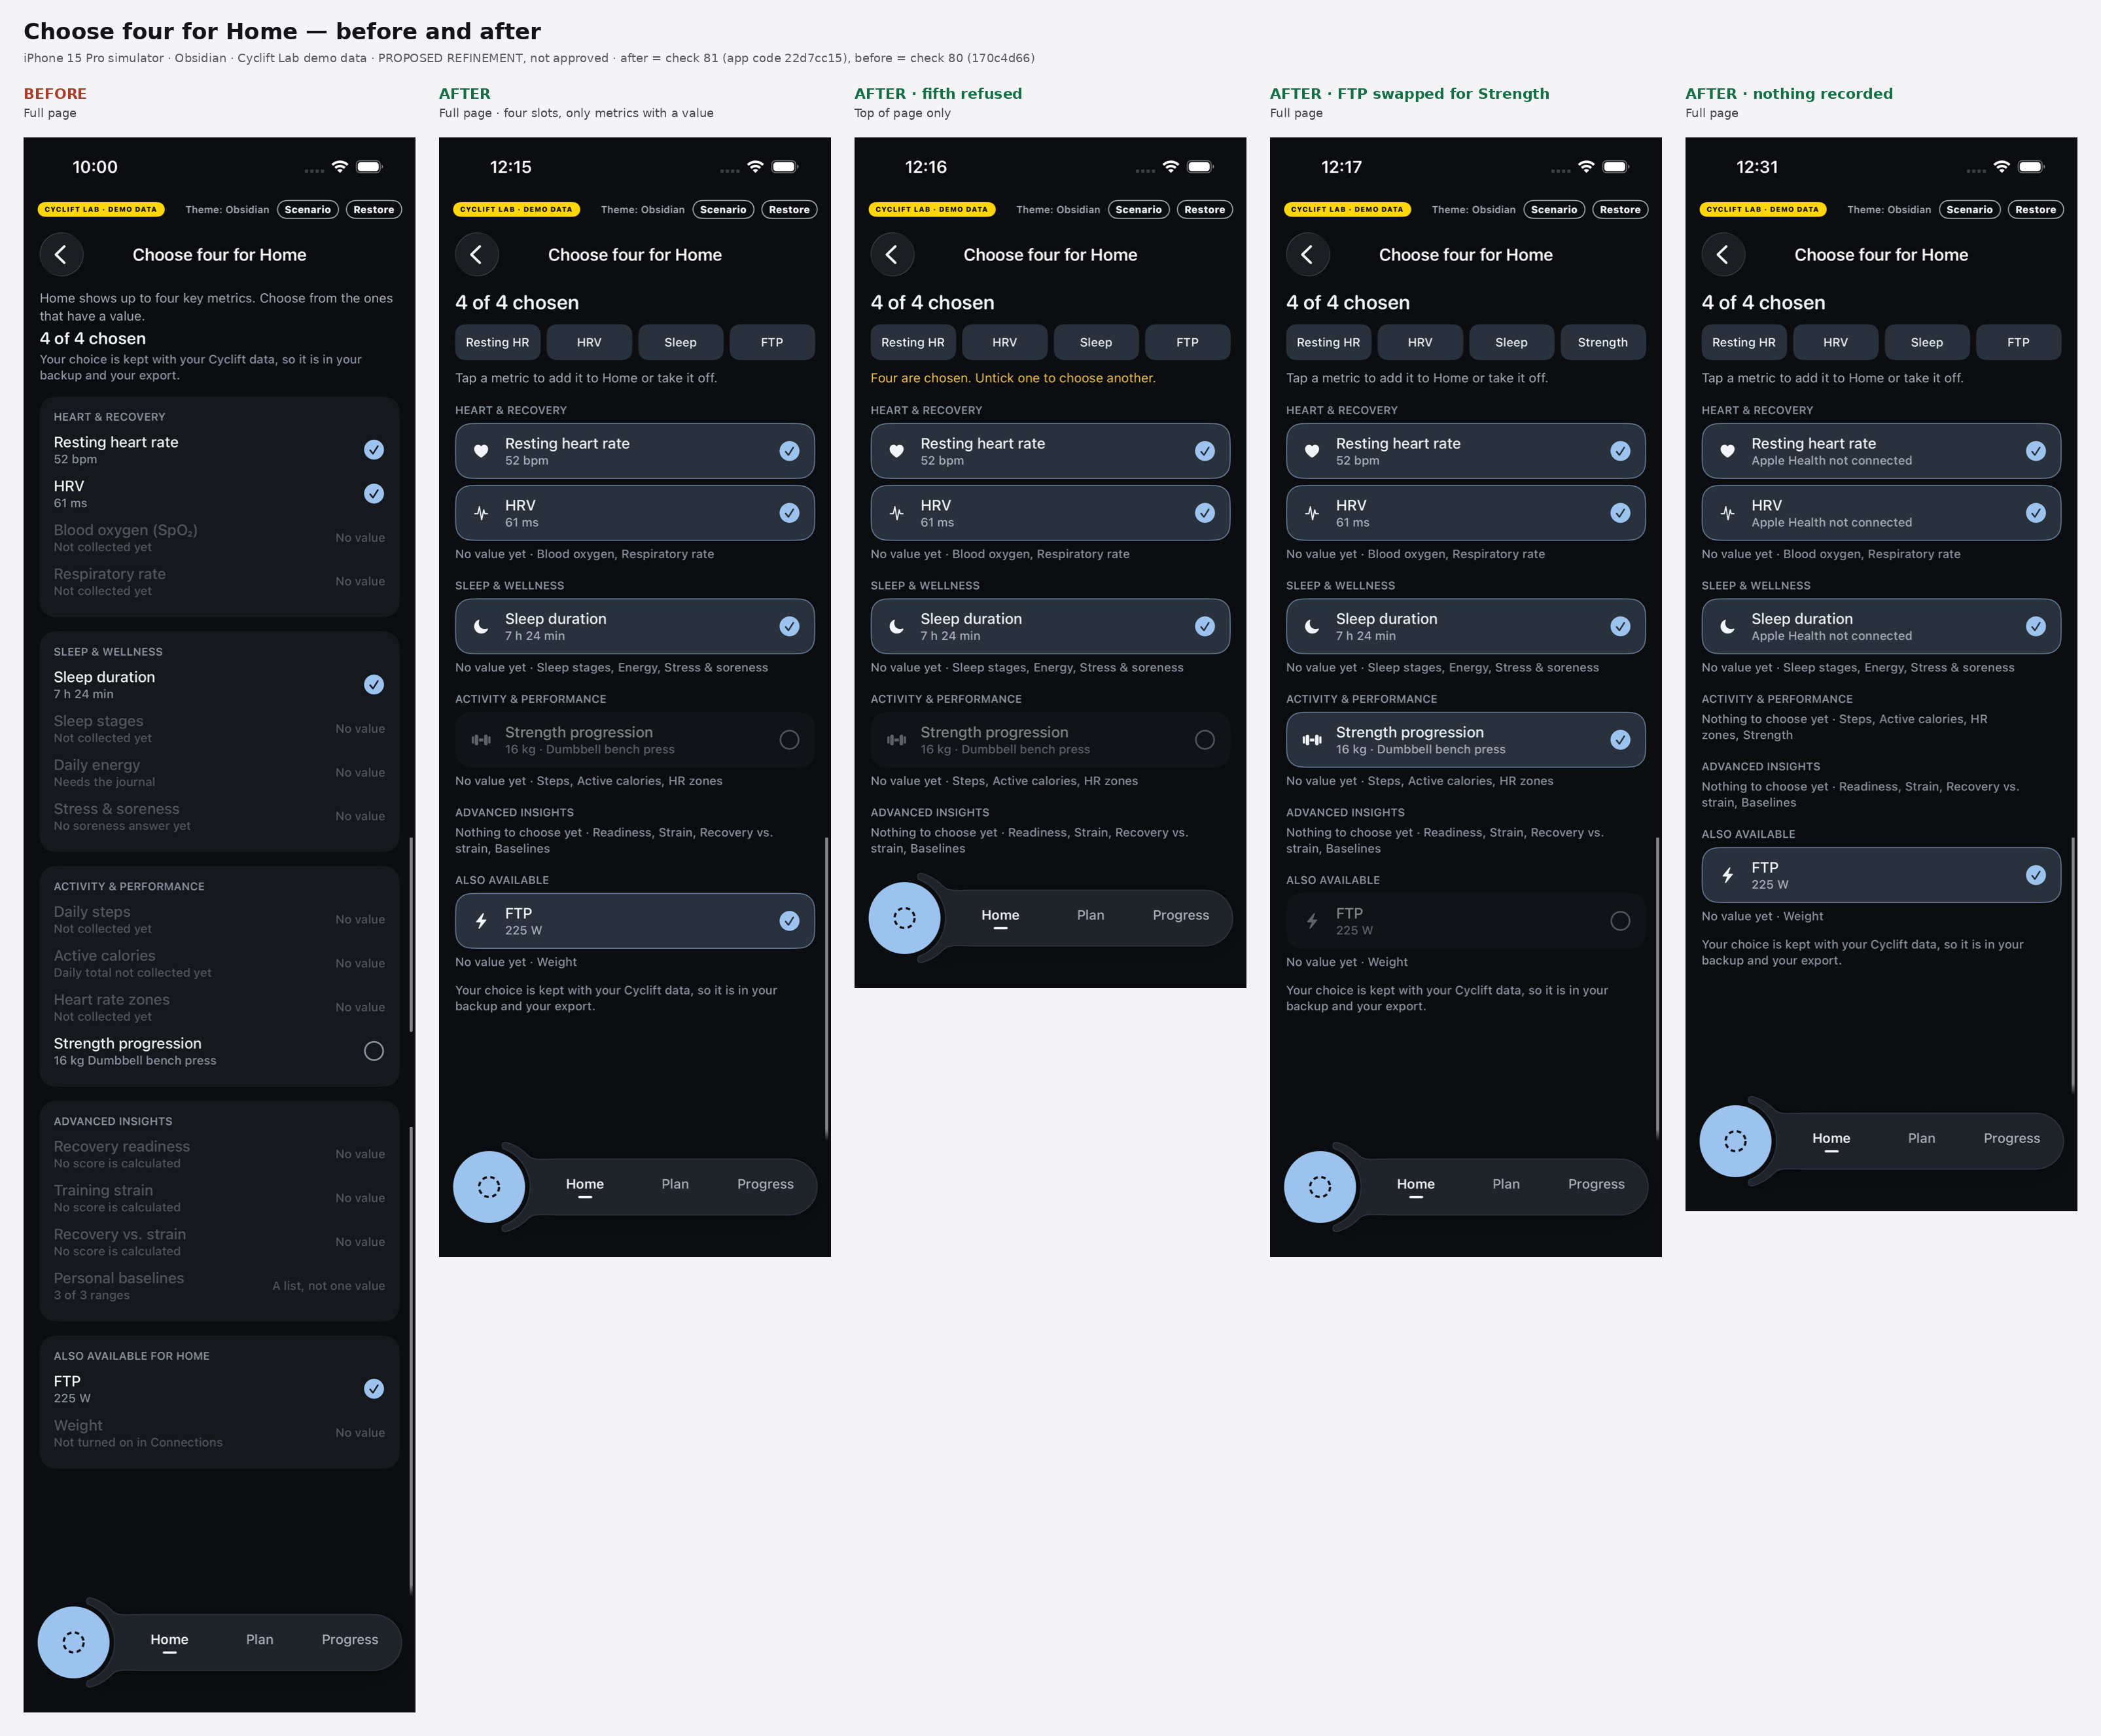 Choose four for Home — before and after
iPhone 15 Pro simulator · Obsidian · Cyclift Lab demo data · PROPOSED REFINEMENT, not approved · after = check 81 (app code 22d7cc15), before = check 80 (170c4d66)
BEFORE
Full page
10:00
CYCLIFT LAB · DEMO DATA
Theme: Obsidian
Scenario
Restore
Choose four for Home
Home shows up to four key metrics. Choose from the ones
that have a value.
4 of 4 chosen
Your choice is kept with your Cyclift data, so it is in your
backup and your export.
HEART & RECOVERY
Resting heart rate
52 bpm
HRV
61 ms
Blood oxygen (SpO₂)
Not collected yet
No value
Respiratory rate
Not collected yet
No value
SLEEP & WELLNESS
Sleep duration
7 h 24 min
Sleep stages
Not collected yet
No value
Daily energy
Needs the journal
No value
Stress & soreness
No soreness answer yet
No value
ACTIVITY & PERFORMANCE
Daily steps
Not collected yet
No value
Active calories
Daily total not collected yet
No value
Heart rate zones
Not collected yet
No value
Strength progression
16 kg Dumbbell bench press
ADVANCED INSIGHTS
Recovery readiness
No score is calculated
No value
Training strain
No score is calculated
No value
Recovery vs. strain
No score is calculated
No value
Personal baselines
3 of 3 ranges
A list, not one value
ALSO AVAILABLE FOR HOME
FTP
225 W
Weight
Not turned on in Connections
No value
Home
Plan
Progress
AFTER
Full page · four slots, only metrics with a value
12:15
CYCLIFT LAB · DEMO DATA
Theme: Obsidian
Scenario
Restore
Choose four for Home
4 of 4 chosen
Resting HR
HRV
Sleep
FTP
Tap a metric to add it to Home or take it off.
HEART & RECOVERY
Resting heart rate
52 bpm
HRV
61 ms
No value yet · Blood oxygen, Respiratory rate
SLEEP & WELLNESS
Sleep duration
7 h 24 min
No value yet · Sleep stages, Energy, Stress & soreness
ACTIVITY & PERFORMANCE
Strength progression
16 kg · Dumbbell bench press
No value yet · Steps, Active calories, HR zones
ADVANCED INSIGHTS
Nothing to choose yet · Readiness, Strain, Recovery vs.
strain, Baselines
ALSO AVAILABLE
FTP
225 W
No value yet · Weight
Your choice is kept with your Cyclift data, so it is in your
backup and your export.
Home
Plan
Progress
AFTER · fifth refused
Top of page only
12:16
CYCLIFT LAB · DEMO DATA
Theme: Obsidian
Scenario
Restore
Choose four for Home
4 of 4 chosen
Resting HR
HRV
Sleep
FTP
Four are chosen. Untick one to choose another.
HEART & RECOVERY
Resting heart rate
52 bpm
HRV
61 ms
No value yet · Blood oxygen, Respiratory rate
SLEEP & WELLNESS
Sleep duration
7 h 24 min
No value yet · Sleep stages, Energy, Stress & soreness
ACTIVITY & PERFORMANCE
Strength progression
16 kg · Dumbbell bench press
No value yet · Steps, Active calories, HR zones
ADVANCED INSIGHTS
Nothing to choose yet · Readiness, Strain, Recovery vs.
strain, Baselines
Home
Plan
Progress
AFTER · FTP swapped for Strength
Full page
12:17
CYCLIFT LAB · DEMO DATA
Theme: Obsidian
Scenario
Restore
Choose four for Home
4 of 4 chosen
Resting HR
HRV
Sleep
Strength
Tap a metric to add it to Home or take it off.
HEART & RECOVERY
Resting heart rate
52 bpm
HRV
61 ms
No value yet · Blood oxygen, Respiratory rate
SLEEP & WELLNESS
Sleep duration
7 h 24 min
No value yet · Sleep stages, Energy, Stress & soreness
ACTIVITY & PERFORMANCE
Strength progression
16 kg · Dumbbell bench press
No value yet · Steps, Active calories, HR zones
ADVANCED INSIGHTS
Nothing to choose yet · Readiness, Strain, Recovery vs.
strain, Baselines
ALSO AVAILABLE
FTP
225 W
No value yet · Weight
Your choice is kept with your Cyclift data, so it is in your
backup and your export.
Home
Plan
Progress
AFTER · nothing recorded
Full page
12:31
CYCLIFT LAB · DEMO DATA
Theme: Obsidian
Scenario
Restore
Choose four for Home
4 of 4 chosen
Resting HR
HRV
Sleep
FTP
Tap a metric to add it to Home or take it off.
HEART & RECOVERY
Resting heart rate
Apple Health not connected
HRV
Apple Health not connected
No value yet · Blood oxygen, Respiratory rate
SLEEP & WELLNESS
Sleep duration
Apple Health not connected
No value yet · Sleep stages, Energy, Stress & soreness
ACTIVITY & PERFORMANCE
Nothing to choose yet · Steps, Active calories, HR
zones, Strength
ADVANCED INSIGHTS
Nothing to choose yet · Readiness, Strain, Recovery vs.
strain, Baselines
ALSO AVAILABLE
FTP
225 W
No value yet · Weight
Your choice is kept with your Cyclift data, so it is in your
backup and your export.
Home
Plan
Progress